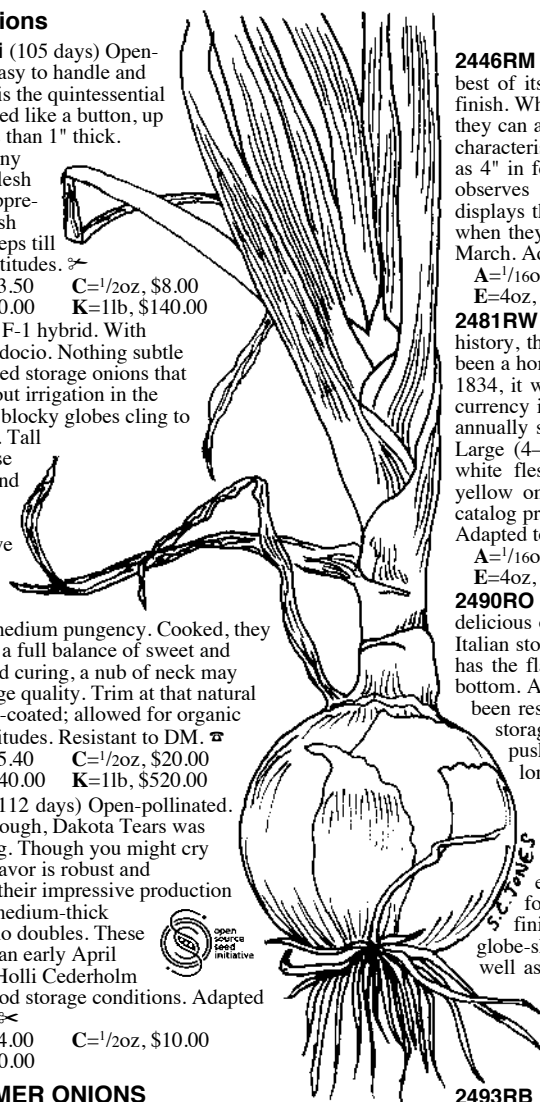 ions
i (105 days) Open-
asy to handle and
is the quintessential
ed like a button, up
than 1" thick.
ny
lesh
ppre-
sh
eps till
titudes. ✂
3.50 C=1/2oz, $8.00
0.00 K=1lb, $140.00
F-1 hybrid. With
docio. Nothing subtle
ed storage onions that
out irrigation in the
blocky globes cling to
. Tall
se
nd
ve
medium pungency. Cooked, they
a full balance of sweet and
d curing, a nub of neck may
ge quality. Trim at that natural
-coated; allowed for organic
titudes. Resistant to DM. ☎
5.40 C=1/2oz, $20.00
40.00 K=1lb, $520.00
112 days) Open-pollinated.
ough, Dakota Tears was
g. Though you might cry
avor is robust and
their impressive production
medium-thick
no doubles. These
an early April
Holli Cederholm
od storage conditions. Adapted
✂
4.00 C=1/2oz, $10.00
0.00
MER ONIONS
open
source
seed
initiative
2446RM
best of its
finish. Wh
they can a
characteri
as 4" in fo
observes
displays th
when they
March. Ad
A=1/16o
E=4oz,
2481RW
history, th
been a hor
1834, it w
currency i
annually s
Large (4–
white fles
yellow on
catalog pr
Adapted to
A=1/16o
E=4oz,
2490RO
delicious c
Italian sto
has the fla
bottom. A
been res
storag
push
lon
S.C. JONES
e
fo
fini
globe-sl
well as
2493RB